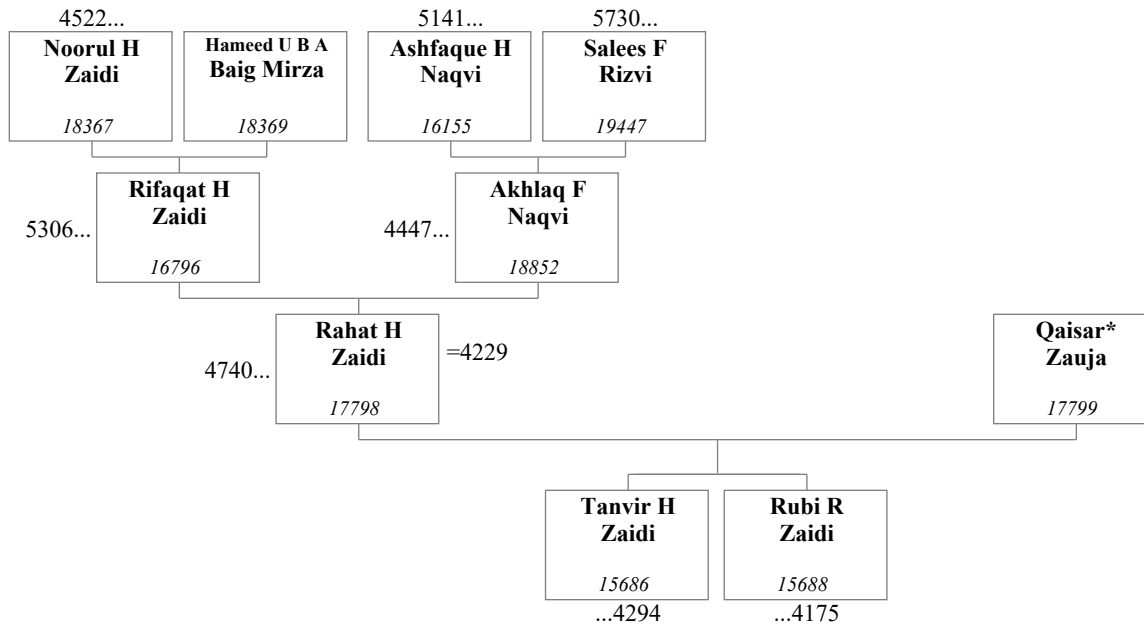 4522...
5141...
5730...
Noorul H
Zaidi
18367
Hameed U B A
Baig Mirza
18369
Ashfaque H
Naqvi
16155
Salees F
Rizvi
19447
5306...
Rifaqat H
Zaidi
16796
4447...
Akhlaq F
Naqvi
18852
4740...
Rahat H
Zaidi
17798
=4229
Qaisar*
Zauja
17799
Tanvir H
Zaidi
15686
...4294
Rubi R
Zaidi
15688
...4175